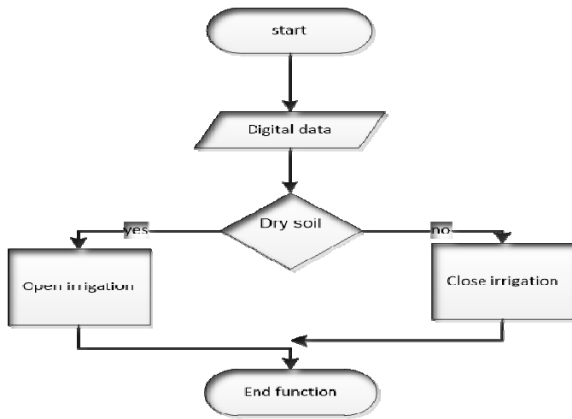 start
Digital data
Dry soil
yes
no
Open irrigation
Close irrigation
End function